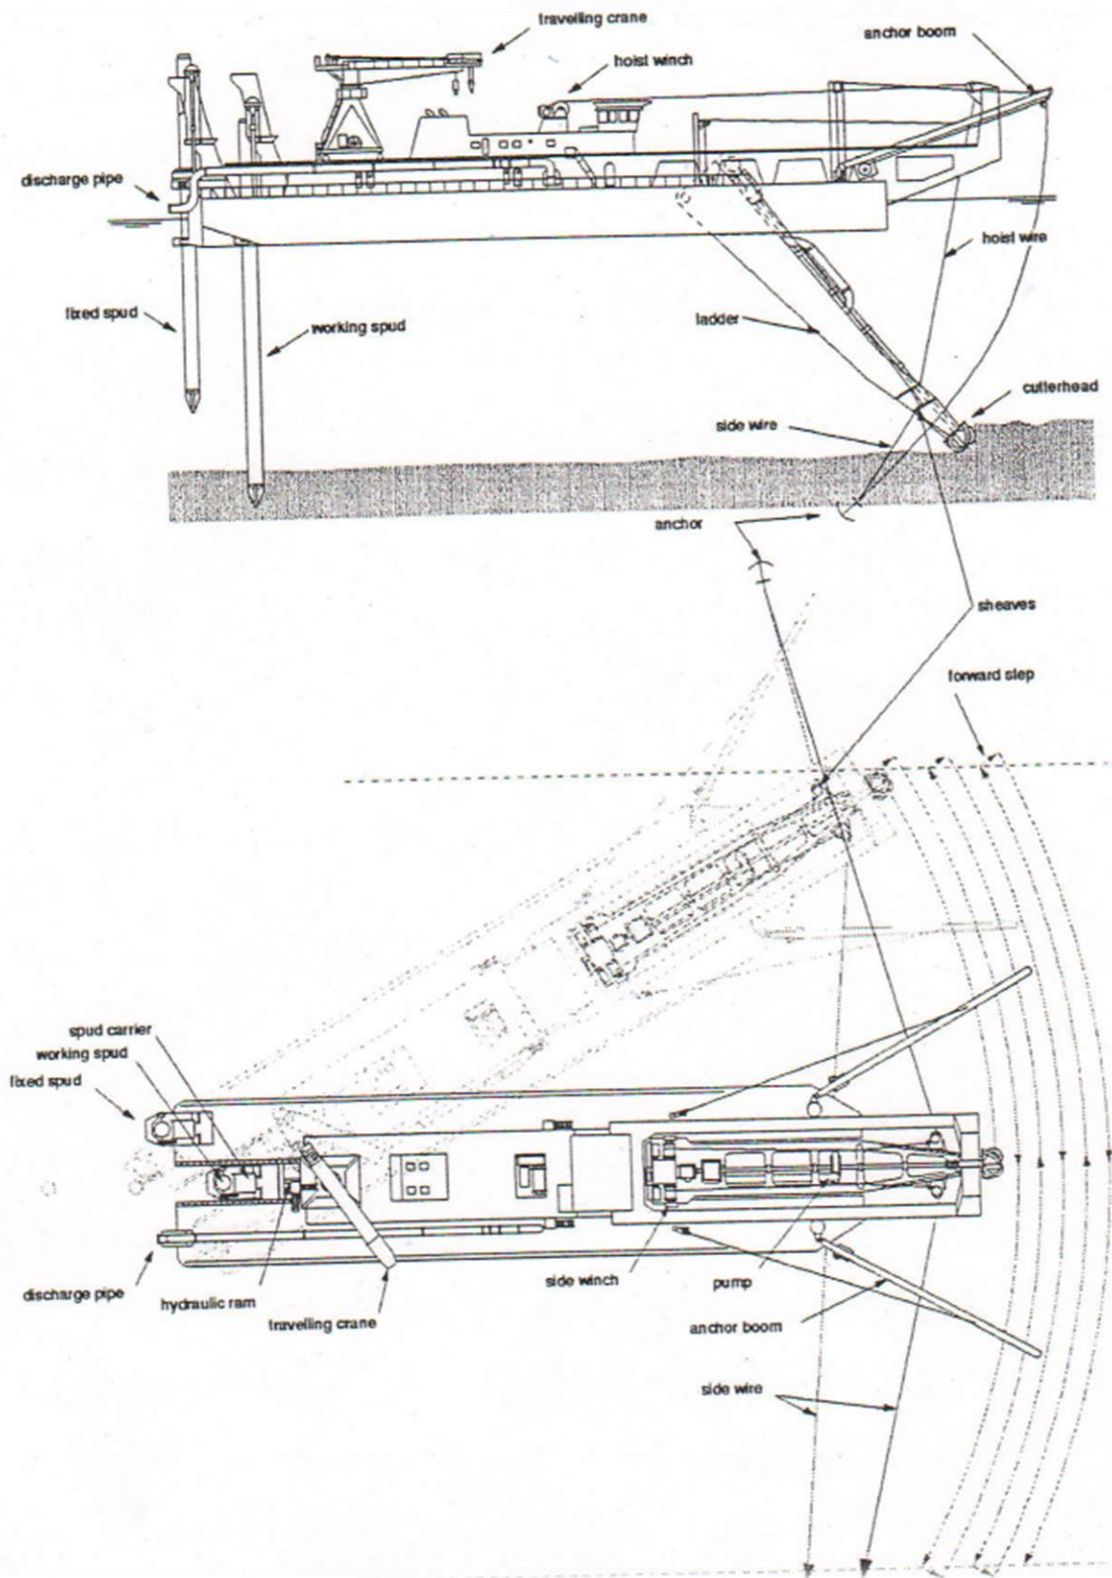 travelling crane
anchor boom
hoist winch
discharge pipe
hoist wire
fixed spud
working spud
ladder
cutterhead
side wire
anchor
sheaves
forward step
spud carrier
working spud
fixed spud
discharge pipe
hydraulic ram
travelling crane
side winch
pump
anchor boom
side wire